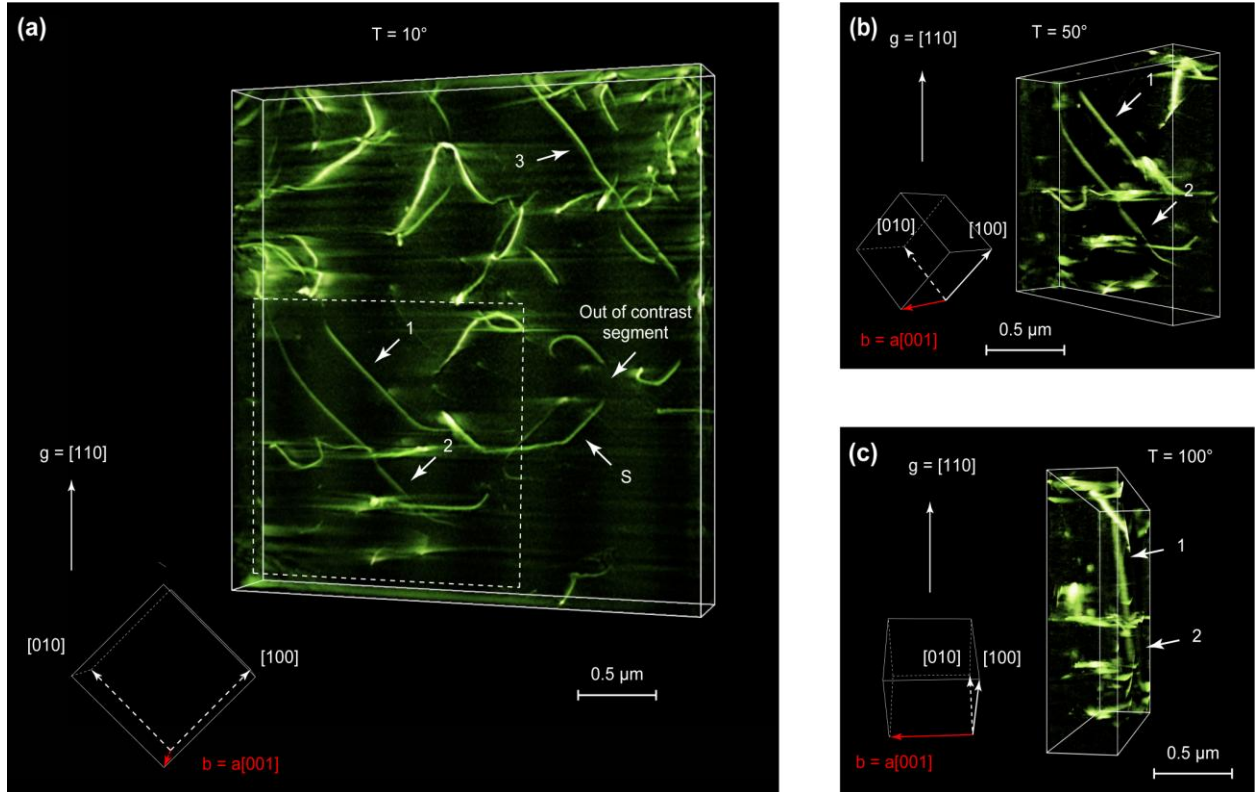 (a)
T = 10°
3
1
Out of contrast
segment
2
S
g = [110]
[010]
[100]
b = a[001]
0.5 µm
(b)
g = [110]
T = 50°
1
[010]
[100]
2
b = a[001]
0.5 µm
(c)
T = 100°
g = [110]
1
[010]
[100]
2
b = a[001]
0.5 µm